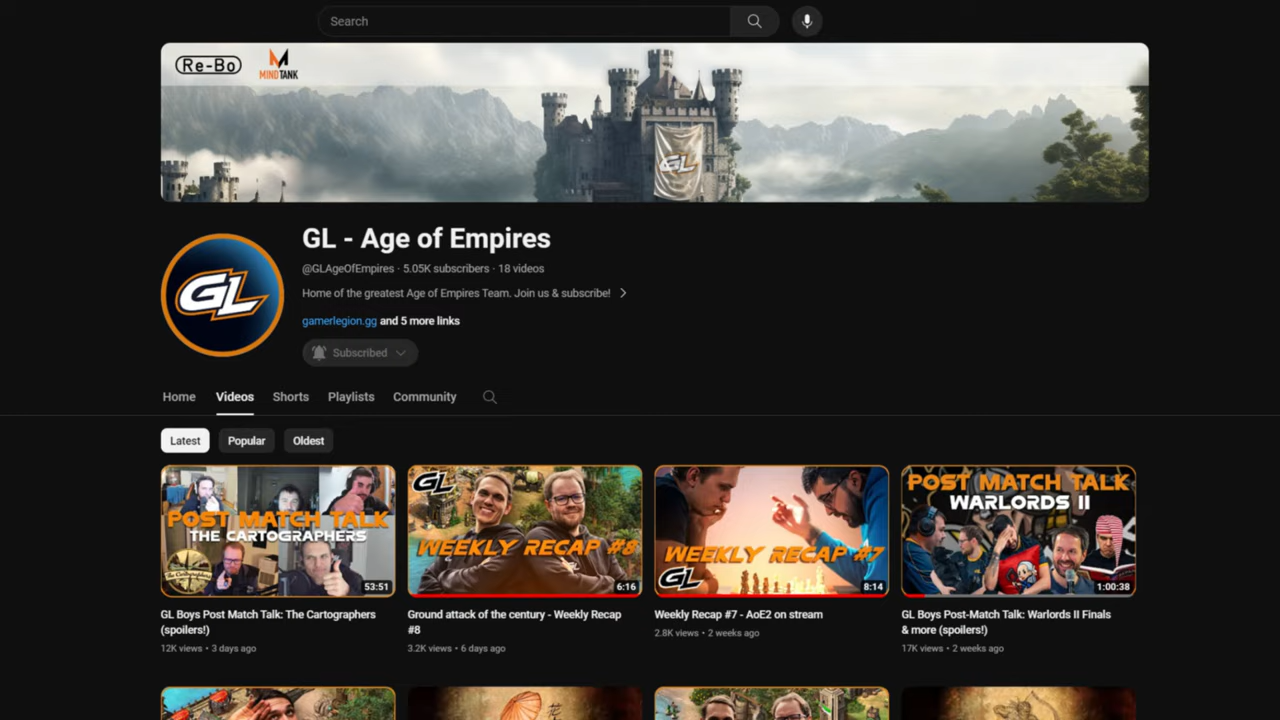 Search
Re-Bo
MINDTANK
GL
GL - Age of Empires
@GLAgeOfEmpires · 5.05K subscribers · 18 videos
Home of the greatest Age of Empires Team. Join us & subscribe!
gamerlegion.gg and 5 more links
GL
Subscribed
Home Videos Shorts Playlists Community
Latest Popular Oldest
POST MATCH TALK
THE CARTOGRAPHERS
The Cartographers
53:51
GL
WEEKLY RECAP #8
6:16
WEEKLY RECAP #7
GL
8:14
POST MATCH TALK
WARLORDS II
1:00:38
GL Boys Post Match Talk: The Cartographers
(spoilers!)
12K views • 3 days ago
Ground attack of the century - Weekly Recap
#8
3.2K views • 6 days ago
Weekly Recap #7 - AoE2 on stream
2.8K views • 2 weeks ago
GL Boys Post-Match Talk: Warlords II Finals
& more (spoilers!)
17K views • 2 weeks ago